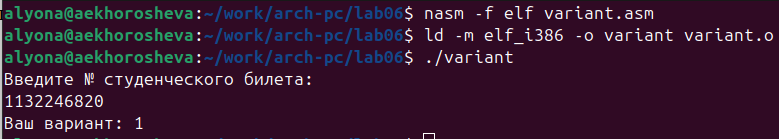 alyona@aekhorosheva:~/work/arch-pc/lab06$ nasm -f elf variant.asm
alyona@aekhorosheva:~/work/arch-pc/lab06$ ld -m elf_i386 -o variant variant.o
alyona@aekhorosheva:~/work/arch-pc/lab06$ ./variant
Введите № студенческого билета:
1132246820
Ваш вариант: 1
alyona@aekhorosheva:~/work/arch-pc/lab06$